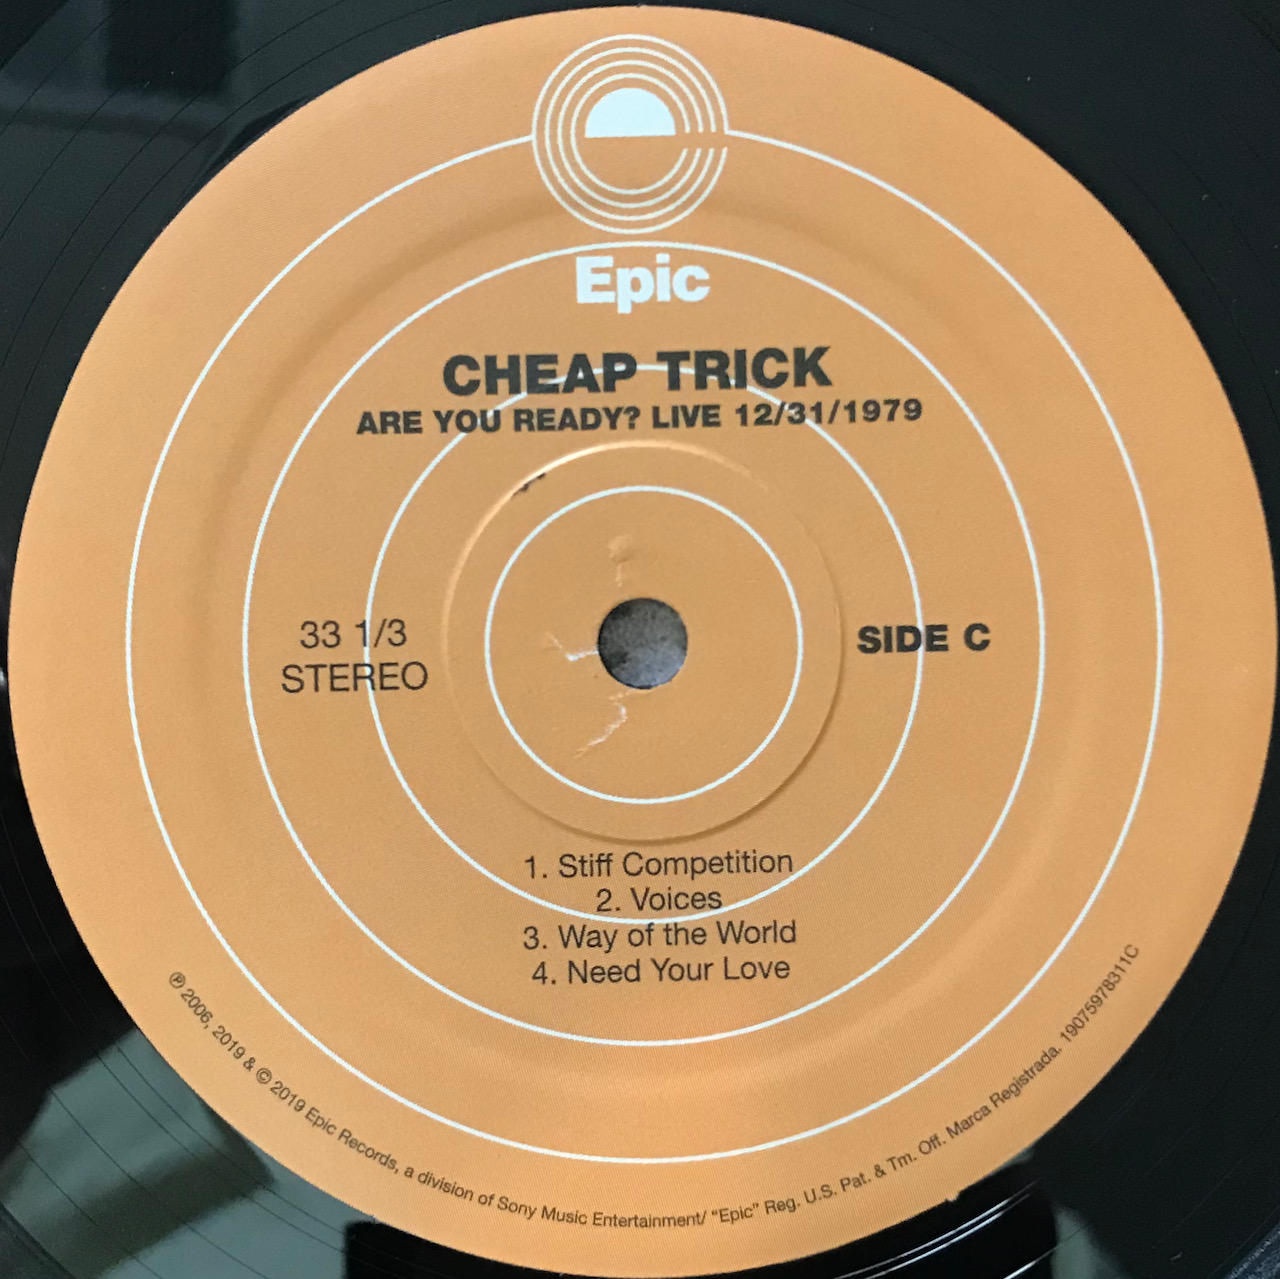 Epic
CHEAP TRICK
ARE YOU READY? LIVE 12/31/1979
33 1/3
STEREO
SIDE C
1. Stiff Competition
2. Voices
3. Way of the World
4. Need Your Love
℗ 2006, 2019 & © 2019 Epic Records, a division of Sony Music Entertainment/ “Epic” Reg. U.S. Pat. & Tm. Off. Marca Registrada. 19075978311C